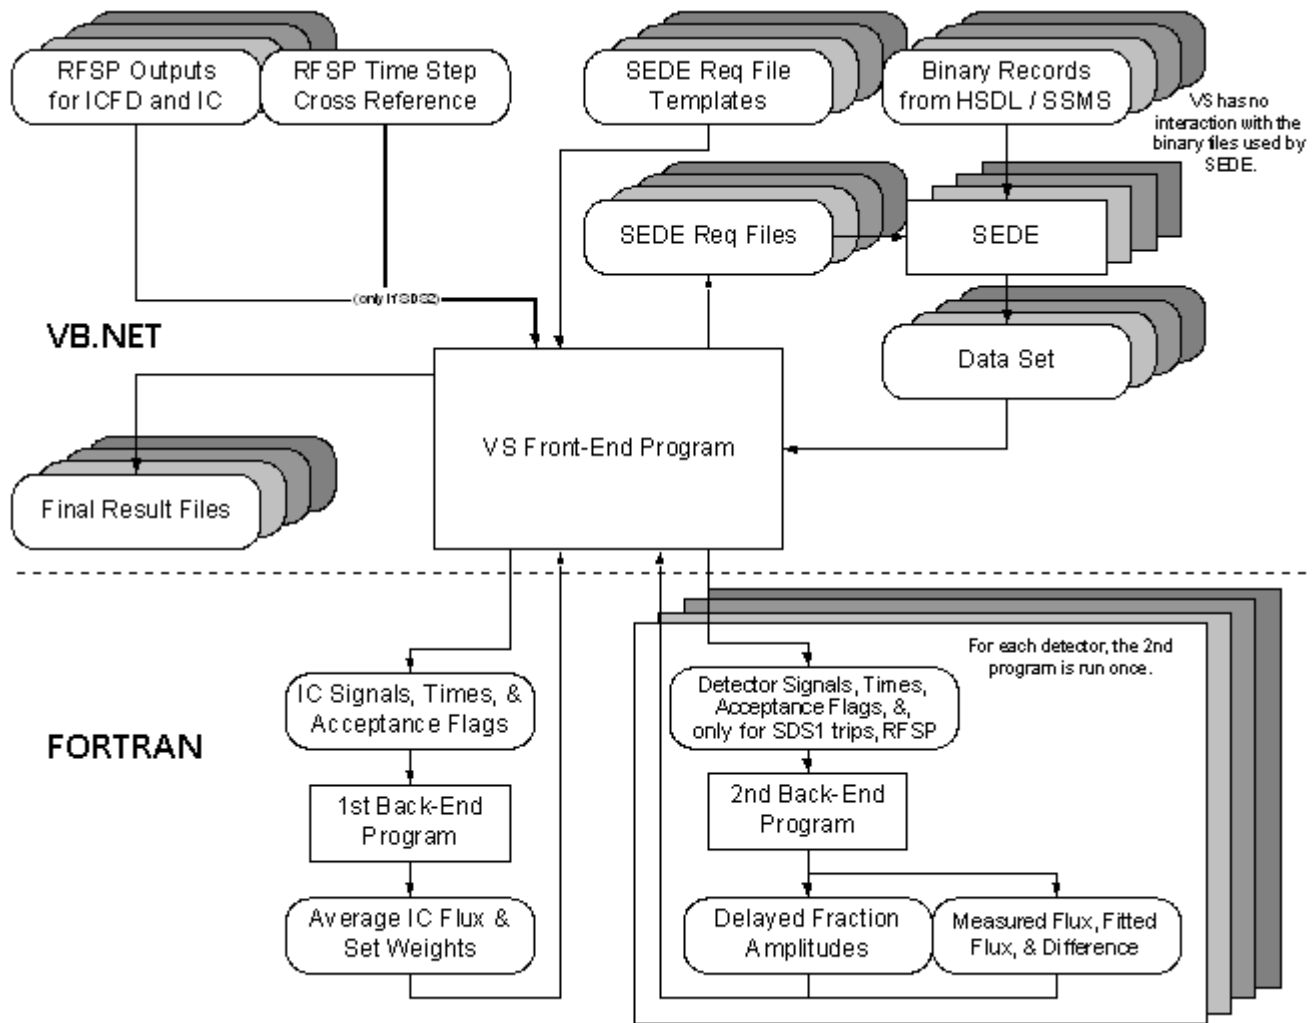 RFSP Outputs
for ICFD and IC
RFSP Time Step
Cross Reference
SEDE Req File
Templates
Binary Records
from HSDL / SSMS
VS has no
interaction with the
binary files used by
SEDE.
SEDE Req Files
SEDE
(only if SDS2)
VB.NET
Data Set
VS Front-End Program
Final Result Files
For each detector, the 2nd
program is run once.
IC Signals, Times, &
Acceptance Flags
Detector Signals, Times,
Acceptance Flags, &,
only for SDS1 trips, RFSP
FORTRAN
1st Back-End
Program
2nd Back-End
Program
Average IC Flux &
Set Weights
Delayed Fraction
Amplitudes
Measured Flux, Fitted
Flux, & Difference